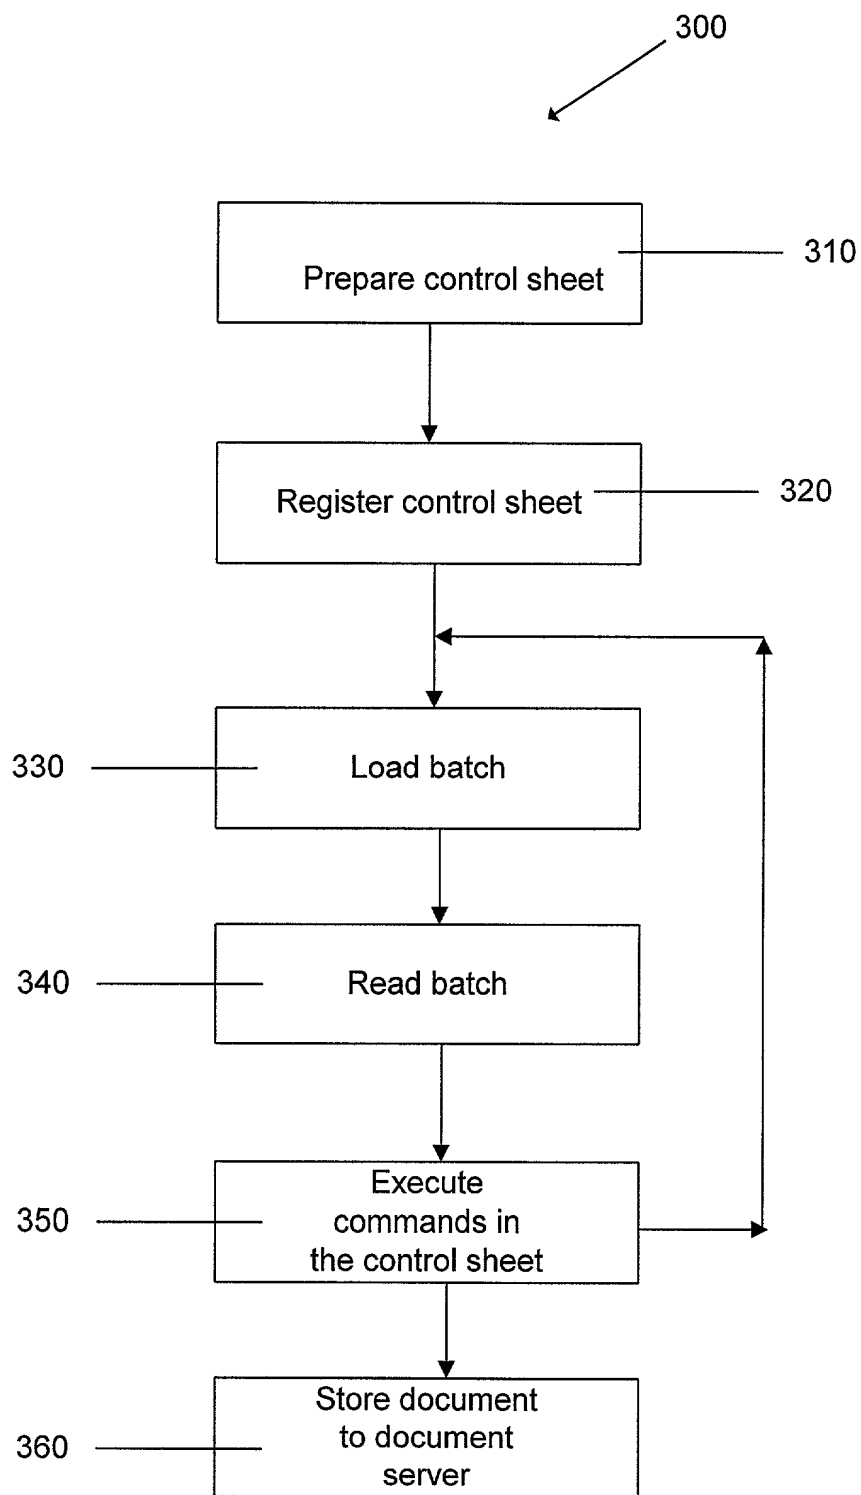 300
310
Prepare control sheet
320
Register control sheet
330
Load batch
340
Read batch
350
Execute
commands in
the control sheet
360
Store document
to document
server